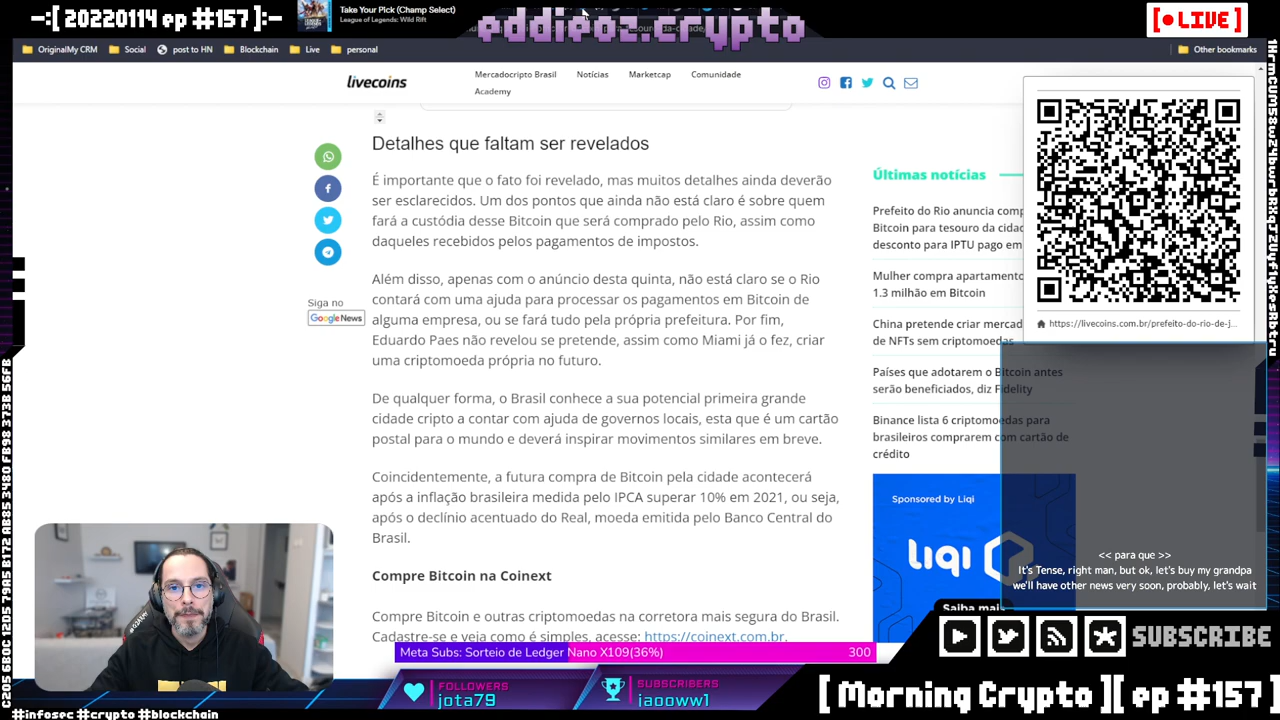 -:[ 20220114 ep #157]:-
Take Your Pick (Champ Select)
League of Legends: Wild Rift
eddieoz.crypto
[● LIVE]
OriginalMy CRM
Social
post to HN
Blockchain
Live
personal
Other bookmarks
livecoins
Mercadocripto Brasil
Notícias
Marketcap
Comunidade
Academy
Detalhes que faltam ser revelados
É importante que o fato foi revelado, mas muitos detalhes ainda deverão
ser esclarecidos. Um dos pontos que ainda não está claro é sobre quem
fará a custódia desse Bitcoin que será comprado pelo Rio, assim como
daqueles recebidos pelos pagamentos de impostos.
Além disso, apenas com o anúncio desta quinta, não está claro se o Rio
contará com uma ajuda para processar os pagamentos em Bitcoin de
alguma empresa, ou se fará tudo pela própria prefeitura. Por fim,
Eduardo Paes não revelou se pretende, assim como Miami já o fez, criar
uma criptomoeda própria no futuro.
De qualquer forma, o Brasil conhece a sua potencial primeira grande
cidade cripto a contar com ajuda de governos locais, esta que é um cartão
postal para o mundo e deverá inspirar movimentos similares em breve.
Coincidentemente, a futura compra de Bitcoin pela cidade acontecerá
após a inflação brasileira medida pelo IPCA superar 10% em 2021, ou seja,
após o declínio acentuado do Real, moeda emitida pelo Banco Central do
Brasil.
Compre Bitcoin na Coinext
Compre Bitcoin e outras criptomoedas na corretora mais segura do Brasil.
Cadastre-se e veja como é simples, acesse: https://coinext.com.br.
Siga no
Google News
Últimas notícias
Prefeito do Rio anuncia comp
Bitcoin para tesouro da cidad
desconto para IPTU pago em
Mulher compra apartamento
1.3 milhão em Bitcoin
China pretende criar mercad
de NFTs sem criptomoedas
Países que adotarem o Bitcoin antes
serão beneficiados, diz Fidelity
Binance lista 6 criptomoedas para
brasileiros comprarem com cartão de
crédito
Sponsored by Liqi
liqi
Saiba mais
https://livecoins.com.br/prefeito-do-rio-de-j...
<< para que >>
It's Tense, right man, but ok, let's buy my grandpa
we'll have other news very soon, probably, let's wait
Meta Subs: Sorteio de Ledger Nano X109(36%)
300
FOLLOWERS
jota79
SUBSCRIBERS
iaooww1
SUBSCRIBE
[ Morning Crypto ][ ep #157 ]
#infosec #crypto #blockchain